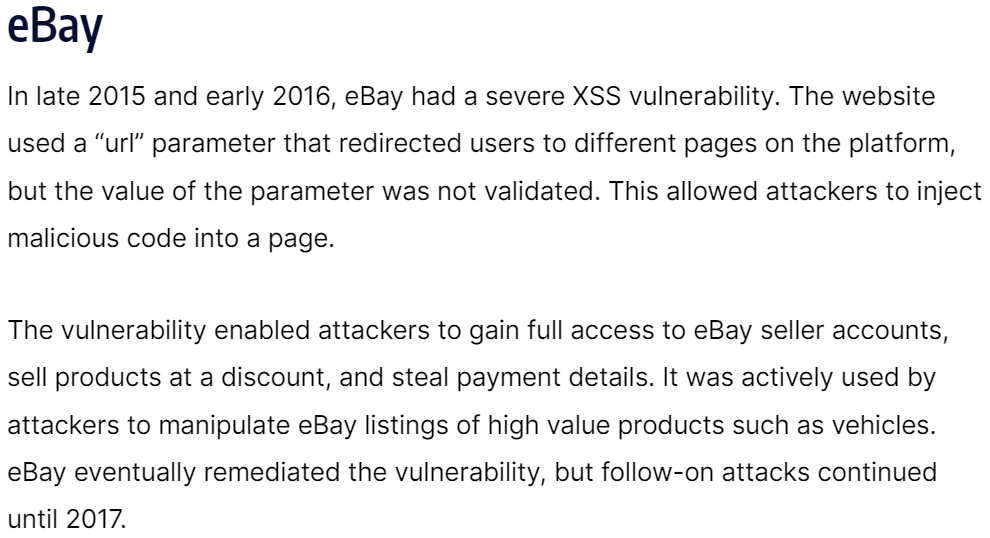 eBay
In late 2015 and early 2016, eBay had a severe XSS vulnerability. The website
used a “url” parameter that redirected users to different pages on the platform,
but the value of the parameter was not validated. This allowed attackers to inject
malicious code into a page.
The vulnerability enabled attackers to gain full access to eBay seller accounts,
sell products at a discount, and steal payment details. It was actively used by
attackers to manipulate eBay listings of high value products such as vehicles.
eBay eventually remediated the vulnerability, but follow-on attacks continued
until 2017.